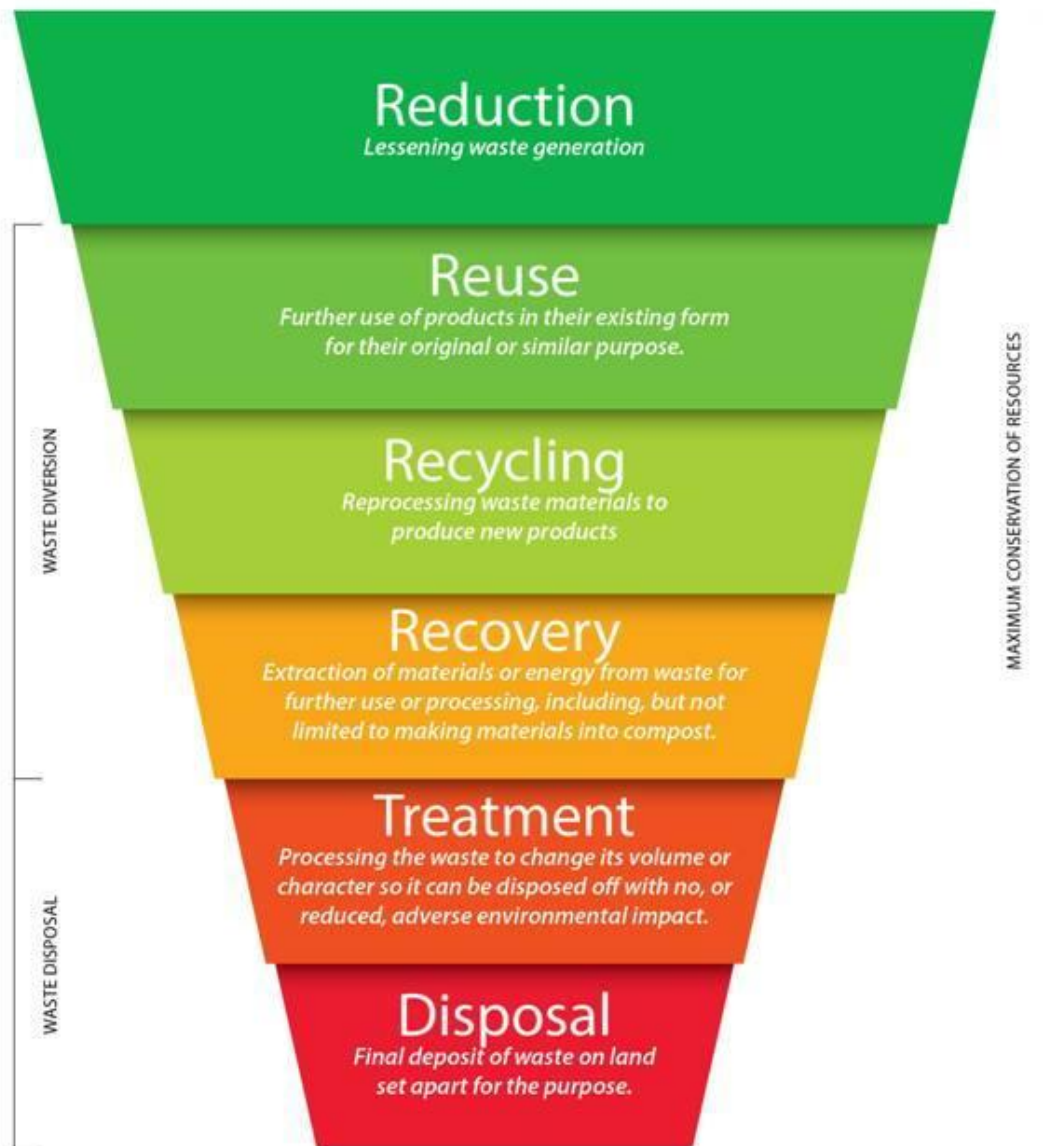 Reduction
Lessening waste generation
Reuse
Further use of products in their existing form
for their original or similar purpose.
Recycling
Reprocessing waste materials to
produce new products
Recovery
Extraction of materials or energy from waste for
further use or processing, including, but not
limited to making materials into compost.
Treatment
Processing the waste to change its volume or
character so it can be disposed off with no, or
reduced, adverse environmental impact.
Disposal
Final deposit of waste on land
set apart for the purpose.
WASTE DIVERSION
WASTE DISPOSAL
MAXIMUM CONSERVATION OF RESOURCES